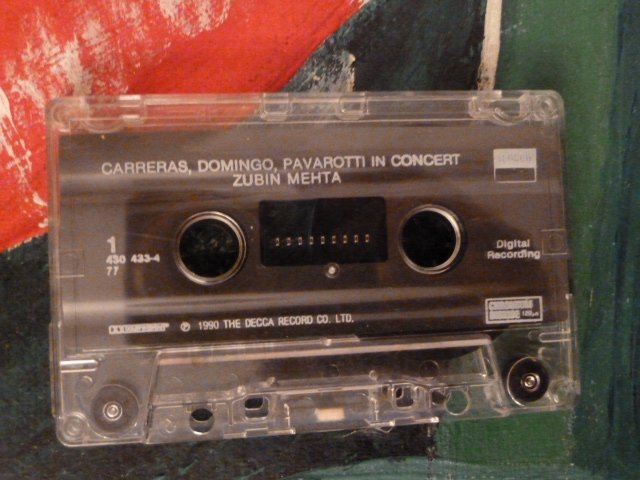 CARRERAS, DOMINGO, PAVAROTTI IN CONCERT
ZUBIN MEHTA
1
430 433-4
77
Digital
Recording
℗ 1990 THE DECCA RECORD CO. LTD.